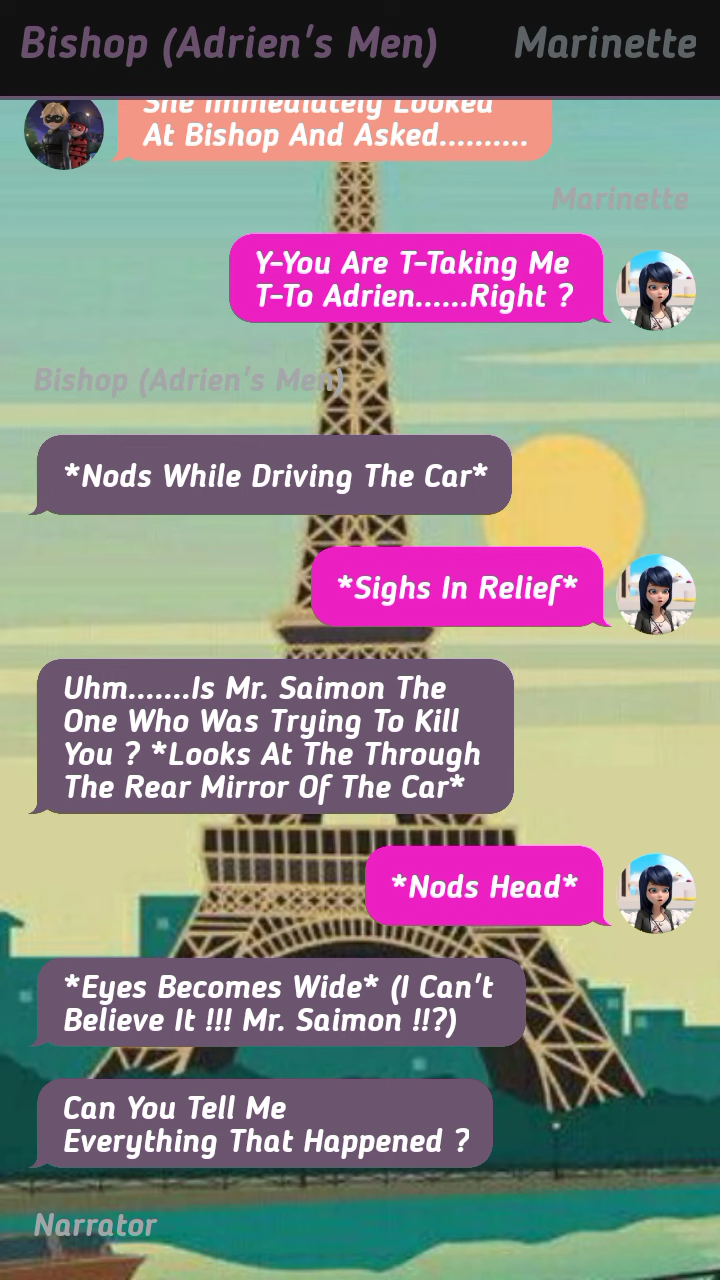 Bishop (Adrien's Men) Marinette
She Immediately Looked
At Bishop And Asked..........
Marinette
Y-You Are T-Taking Me
T-To Adrien......Right ?
Bishop (Adrien's Men)
*Nods While Driving The Car*
*Sighs In Relief*
Uhm.......Is Mr. Saimon The
One Who Was Trying To Kill
You ? *Looks At The Through
The Rear Mirror Of The Car*
*Nods Head*
*Eyes Becomes Wide* (I Can't
Believe It !!! Mr. Saimon !!?)
Can You Tell Me
Everything That Happened ?
Narrator